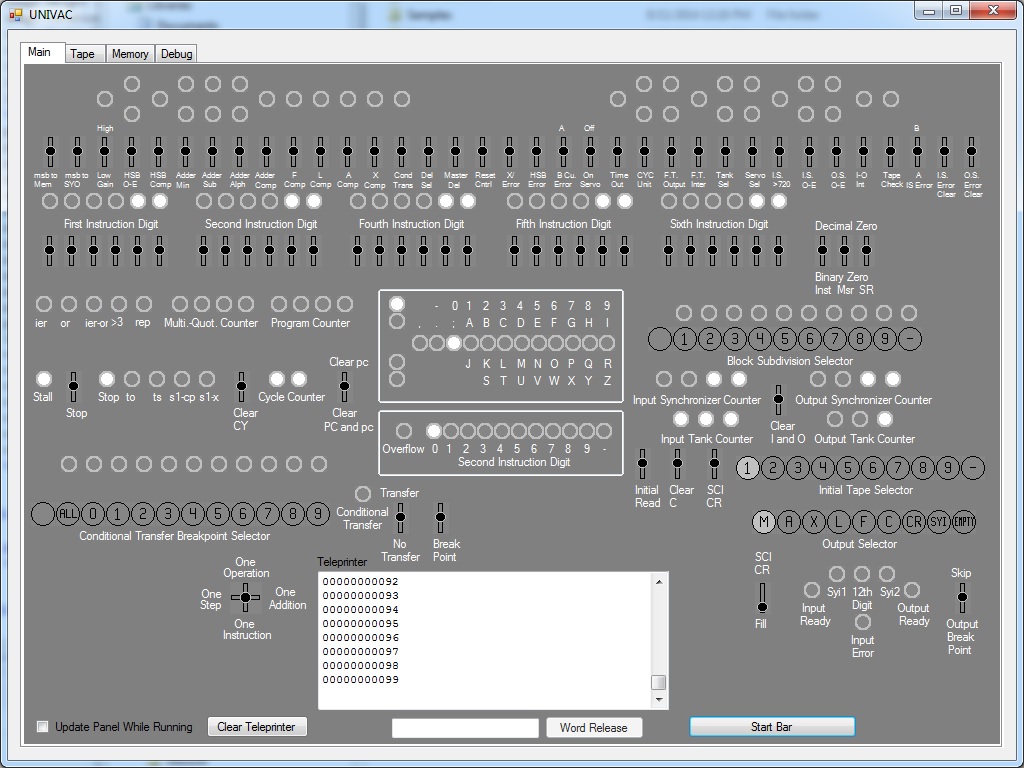 UNIVAC
Main Tape Memory Debug
High A Off B
msb to Mem
msb to SYO
Low Gain
HSB O-E
HSB Comp
Adder Min
Adder Sub
Adder Alph
Adder Comp
F Comp
L Comp
A Comp
X Comp
Cond Trans
Del Sel
Master Del
Reset Cntrl
X/ Error
HSB Error
B Cu. Error
On Servo
Time Out
CYC Unit
F.T. Output
F.T. Inter
Tank Sel
Servo Sel
I.S. >720
I.S. O-E
O.S. O-E
I-O Int
Tape Check
A IS Error
I.S. Error Clear
O.S. Error Clear
First Instruction Digit
Second Instruction Digit
Fourth Instruction Digit
Fifth Instruction Digit
Sixth Instruction Digit
Decimal Zero
Binary Zero
Inst Msr SR
ier or ier-or >3 rep
Multi.-Quot. Counter
Program Counter
- 0 1 2 3 4 5 6 7 8 9
, . ; A B C D E F G H I
J K L M N O P Q R
S T U V W X Y Z
1 2 3 4 5 6 7 8 9 -
Block Subdivision Selector
Clear pc
Stall
Stop
Stop to ts s1-cp s1-x
Clear
CY
Cycle Counter
Clear
PC and pc
Input Synchronizer Counter
Output Synchronizer Counter
Input Tank Counter
Clear
I and O
Output Tank Counter
Overflow 0 1 2 3 4 5 6 7 8 9 -
Second Instruction Digit
1 2 3 4 5 6 7 8 9 -
Initial Tape Selector
Initial
Read
Clear
C
SCI
CR
Transfer
Conditional
Transfer
ALL 0 1 2 3 4 5 6 7 8 9
Conditional Transfer Breakpoint Selector
No
Transfer
Break
Point
M A X L F C CR SYI EMPTY
Output Selector
One
Operation
One
Step
One
Addition
One
Instruction
Teleprinter
00000000092
00000000093
00000000094
00000000095
00000000096
00000000097
00000000098
00000000099
SCI
CR
Fill
Syi1 12th
Digit
Syi2
Input
Ready
Output
Ready
Input
Error
Skip
Output
Break
Point
Update Panel While Running
Clear Teleprinter
Word Release
Start Bar